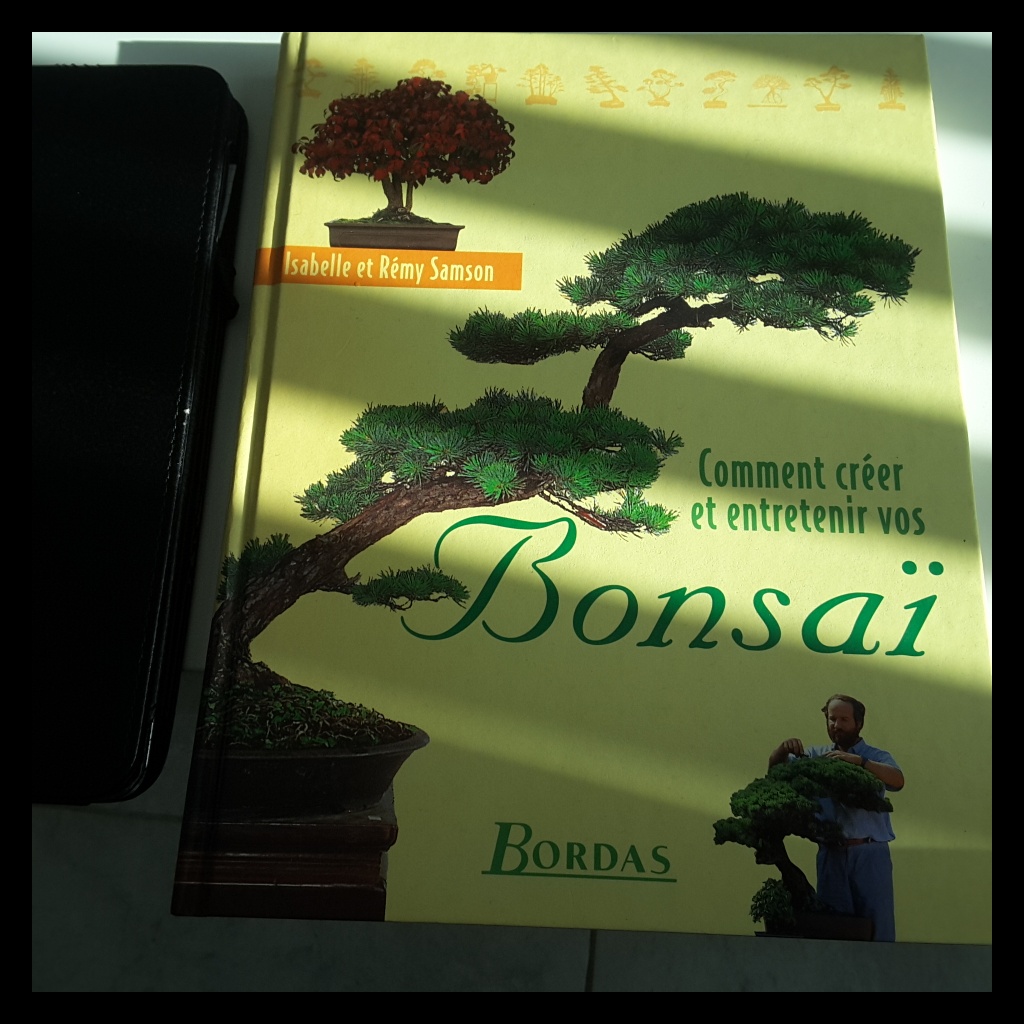 Isabelle et Rémy Samson
Comment créer
et entretenir vos
Bonsaï
BORDAS